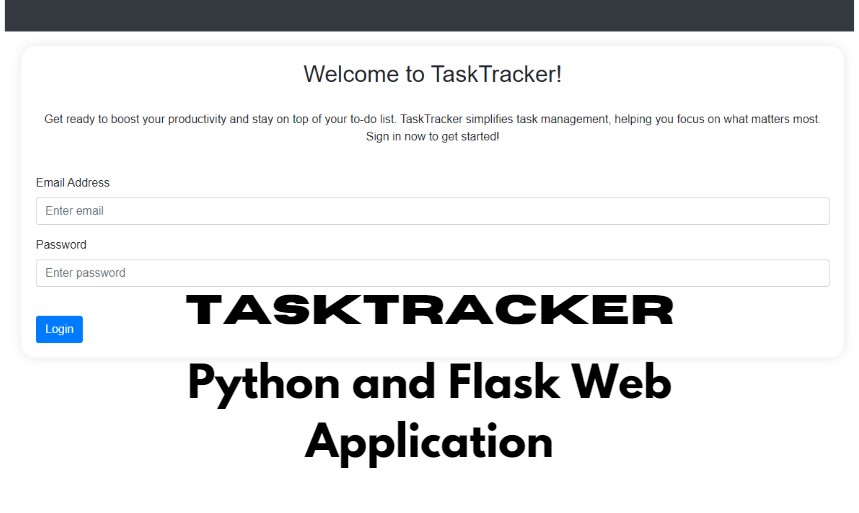 Welcome to TaskTracker!
Get ready to boost your productivity and stay on top of your to-do list. TaskTracker simplifies task management, helping you focus on what matters most.
Sign in now to get started!
Email Address
Enter email
Password
Enter password
TASKTRACKER
Login
Python and Flask Web
Application